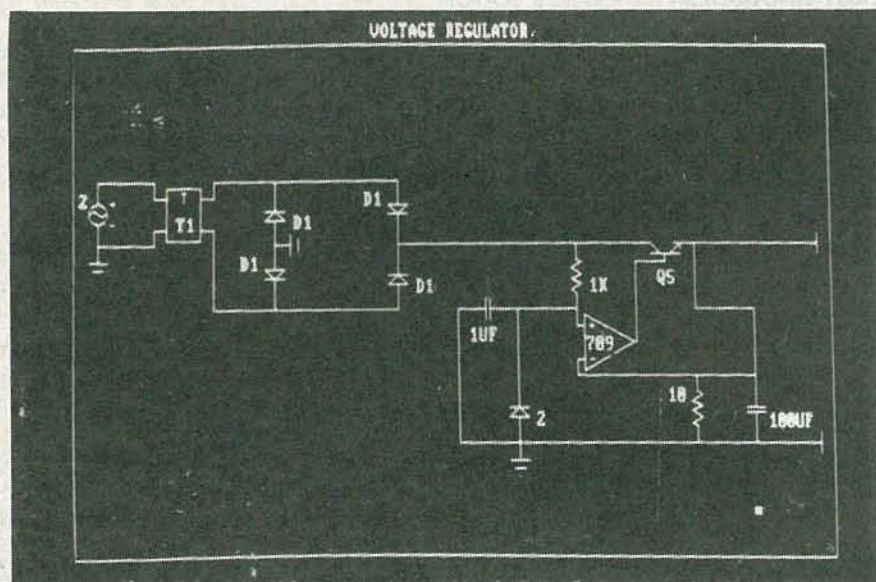 VOLTAGE REGULATOR.
2
+
-
T
T1
D1
D1
D1
D1
1K
Q5
1UF
+
709
-
2
10
100UF